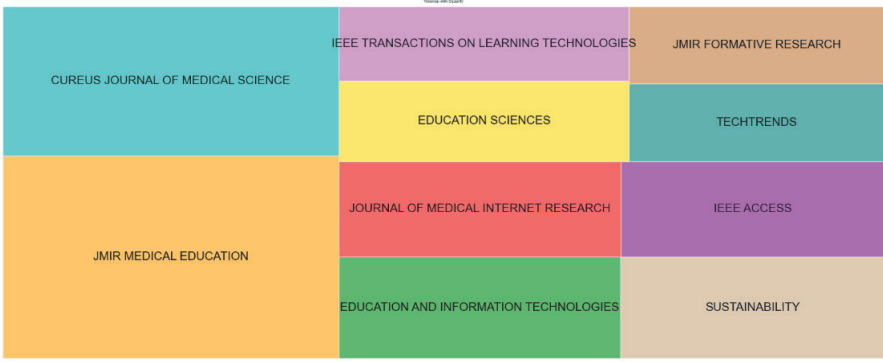 CUREUS JOURNAL OF MEDICAL SCIENCE
JMIR MEDICAL EDUCATION
IEEE TRANSACTIONS ON LEARNING TECHNOLOGIES
EDUCATION SCIENCES
JOURNAL OF MEDICAL INTERNET RESEARCH
EDUCATION AND INFORMATION TECHNOLOGIES
JMIR FORMATIVE RESEARCH
TECHTRENDS
IEEE ACCESS
SUSTAINABILITY